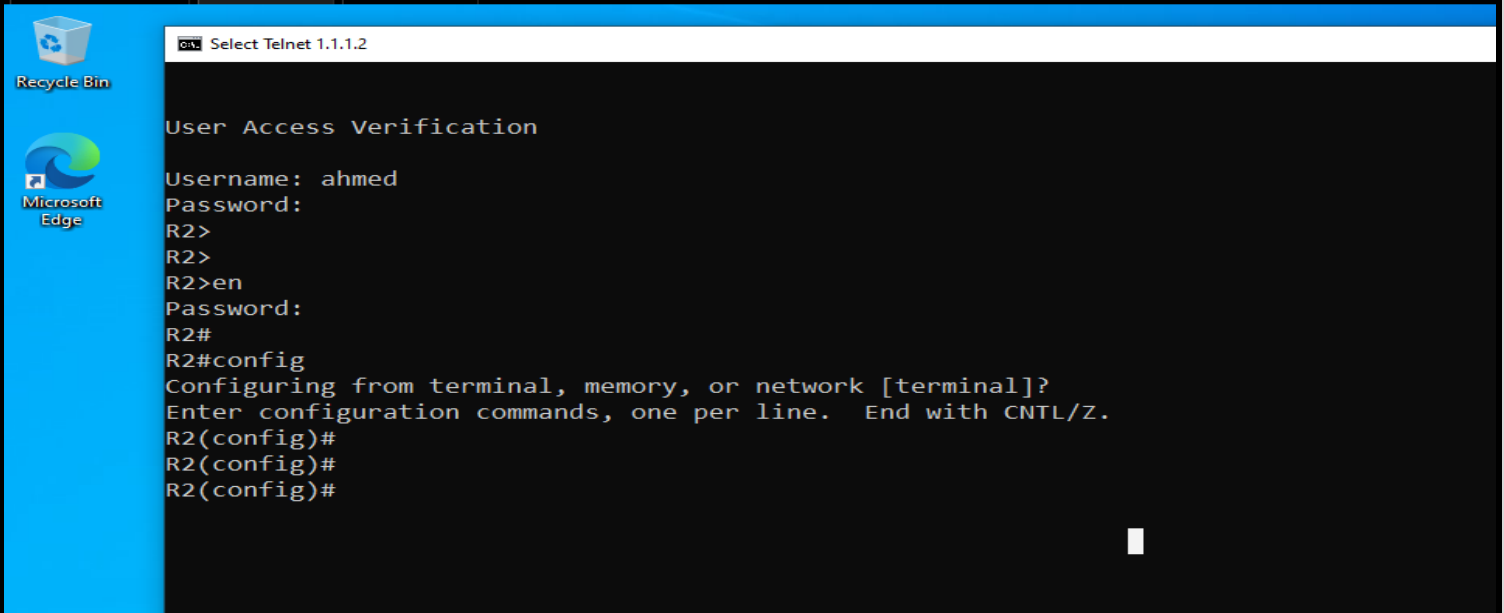 Recycle Bin
Microsoft
Edge
Select Telnet 1.1.1.2
User Access Verification
Username: ahmed
Password:
R2>
R2>
R2>en
Password:
R2#
R2#config
Configuring from terminal, memory, or network [terminal]?
Enter configuration commands, one per line.  End with CNTL/Z.
R2(config)#
R2(config)#
R2(config)#